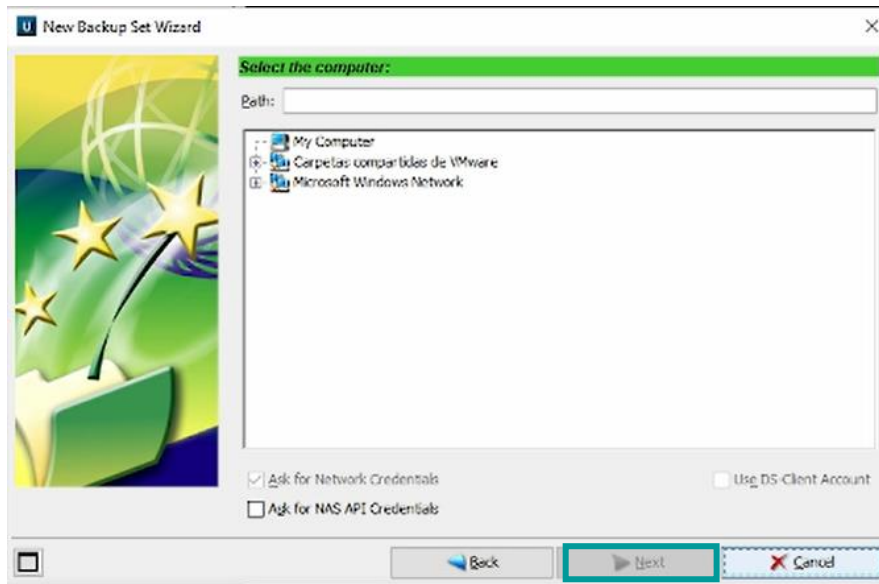 U New Backup Set Wizard
Select the computer:
Path:
My Computer
Carpetas compartidas de VMware
Microsoft Windows Network
Ask for Network Credentials
Use DS-Client Account
Ask for NAS API Credentials
Back
Next
Cancel